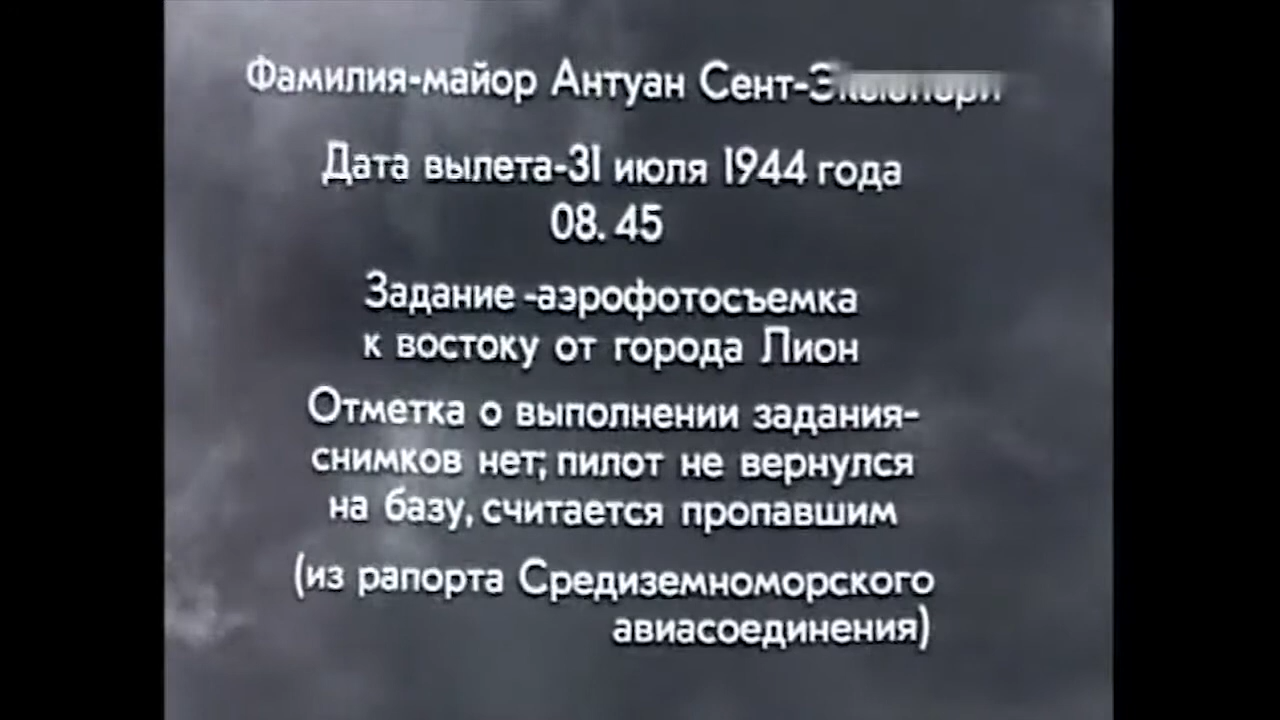 Фамилия-майор Антуан Сент-
Дата вылета-31 июля 1944 года
08.45
Задание-аэрофотосъемка
к востоку от города Лион
Отметка о выполнении задания-
снимков нет; пилот не вернулся
на базу, считается пропавшим
(из рапорта Средиземноморского
авиасоединения)